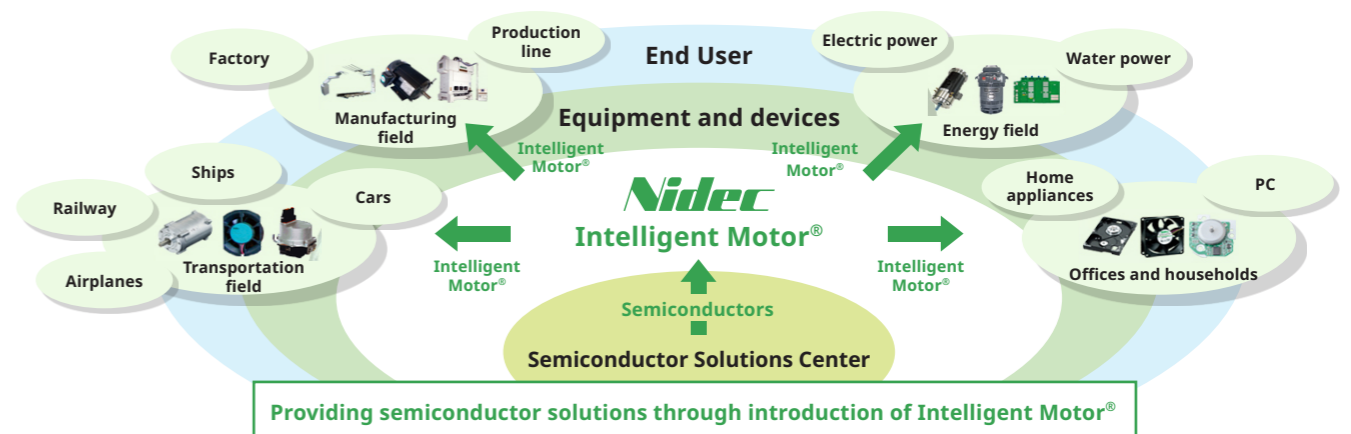 Production
line
Electric power
Factory
End User
Water power
Manufacturing
field
Equipment and devices
Energy field
Intelligent
Motor®
Intelligent
Motor®
Ships
Home
appliances
PC
Railway
Cars
Nidec
Intelligent Motor®
Airplanes
Transportation
field
Intelligent
Motor®
Intelligent
Motor®
Offices and households
Semiconductors
Semiconductor Solutions Center
Providing semiconductor solutions through introduction of Intelligent Motor®